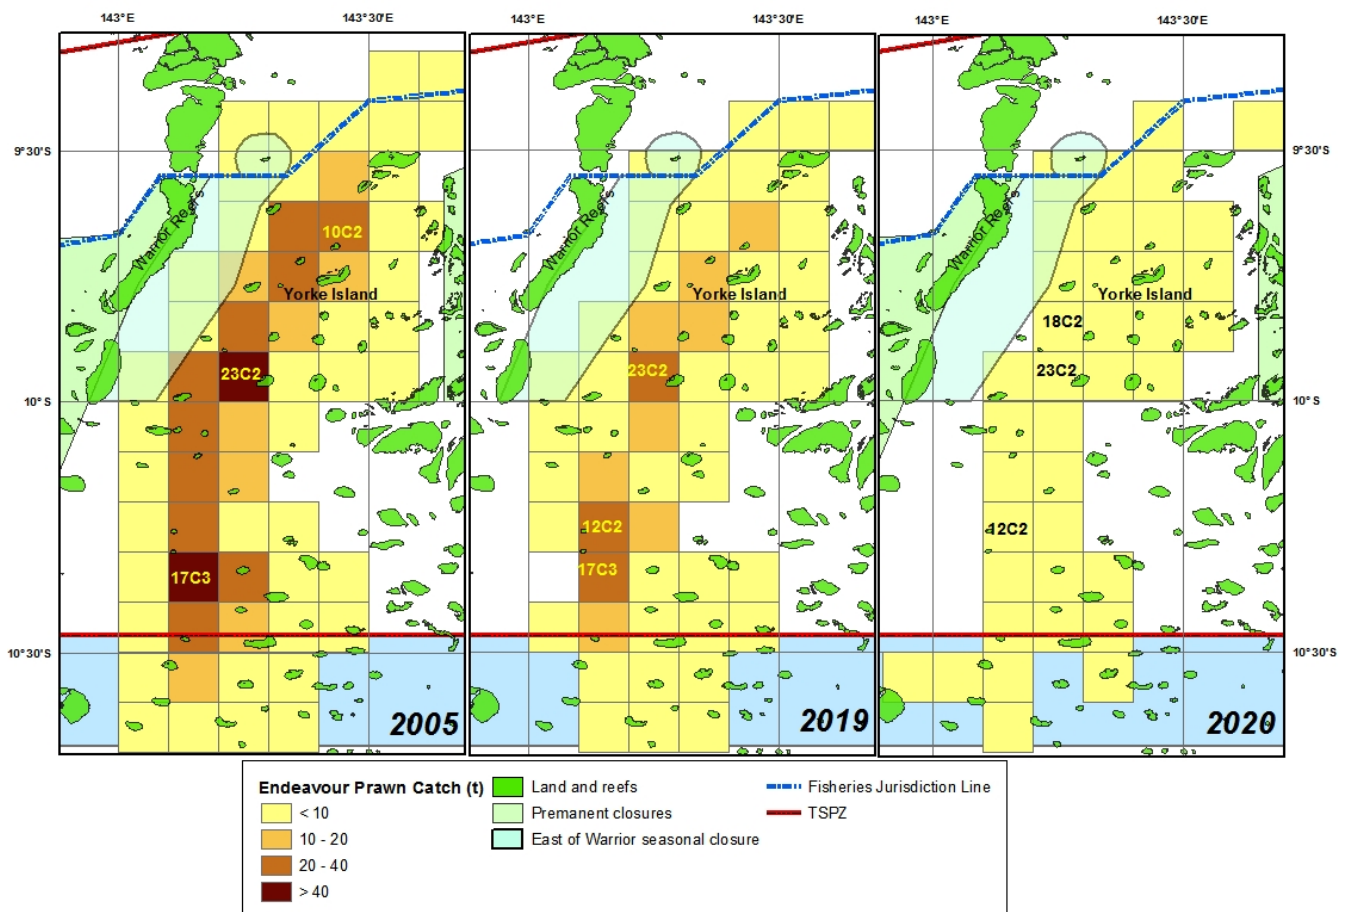 143°E 143°30'E 143°E 143°30'E 143°E 143°30'E
9°30'S 9°30'S
Warrior Reefs Warrior Reefs Warrior Reefs
10C2
Yorke Island Yorke Island Yorke Island
18C2
23C2 23C2 23C2
10°S 10°S
12C2 12C2
17C3 17C3
10°30'S 10°30'S
2005 2019 2020
Endeavour Prawn Catch (t)
< 10
10 - 20
20 - 40
> 40
Land and reefs
Premanent closures
East of Warrior seasonal closure
Fisheries Jurisdiction Line
TSPZ